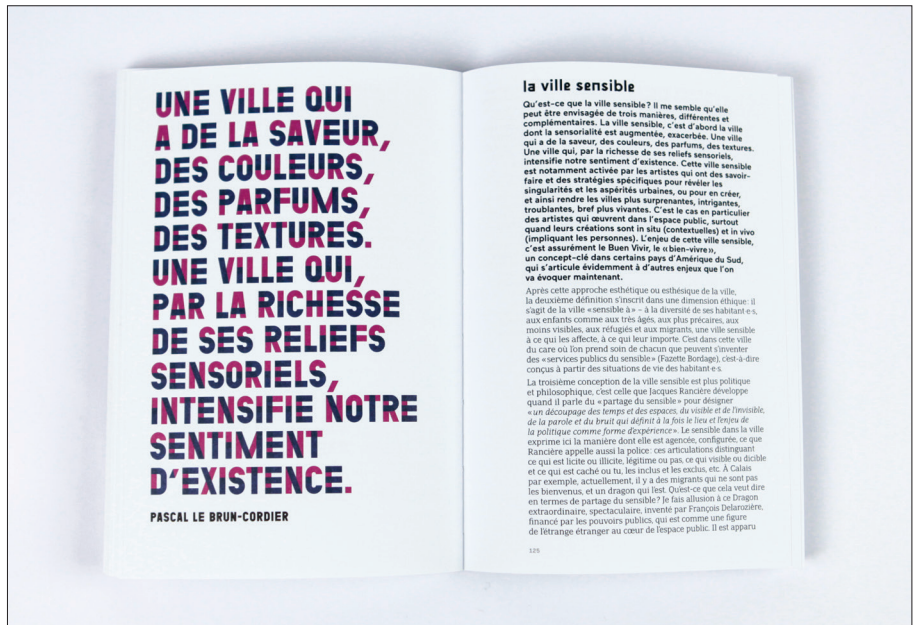 UNE VILLE QUI
A DE LA SAVEUR,
DES COULEURS,
DES PARFUMS,
DES TEXTURES.
UNE VILLE QUI,
PAR LA RICHESSE
DE SES RELIEFS
SENSORIELS,
INTENSIFIE NOTRE
SENTIMENT
D'EXISTENCE.
PASCAL LE BRUN-CORDIER
la ville sensible
Qu'est-ce que la ville sensible? Il me semble qu'elle
peut être envisagée de trois manières, différentes et
complémentaires. La ville sensible, c'est d'abord la ville
dont la sensorialité est augmentée, exacerbée. Une ville
qui a de la saveur, des couleurs, des parfums, des textures.
Une ville qui, par la richesse de ses reliefs sensoriels,
intensifie notre sentiment d'existence. Cette ville sensible
est notamment activée par les artistes qui ont des savoir-
faire et des stratégies spécifiques pour révéler les
singularités et les aspérités urbaines, ou pour en créer,
et ainsi rendre les villes plus surprenantes, intrigantes,
troublantes, bref plus vivantes. C'est le cas en particulier
des artistes qui œuvrent dans l'espace public, surtout
quand leurs créations sont in situ (contextuelles) et in vivo
(impliquant les personnes). L'enjeu de cette ville sensible,
c'est assurément le Buen Vivir, le «bien-vivre»,
un concept-clé dans certains pays d'Amérique du Sud,
qui s'articule évidemment à d'autres enjeux que l'on
va évoquer maintenant.
Après cette approche esthétique ou esthésique de la ville,
la deuxième définition s'inscrit dans une dimension éthique: il
s'agit de la ville «sensible à» – à la diversité de ses habitant·e·s,
aux enfants comme aux très âgés, aux plus précaires, aux
moins visibles, aux réfugiés et aux migrants, une ville sensible
à ce qui les affecte, à ce qui leur importe. C'est dans cette ville
du care où l'on prend soin de chacun que peuvent s'inventer
des «services publics du sensible» (Fazette Bordage), c'est-à-dire
conçus à partir des situations de vie des habitant·e·s.
La troisième conception de la ville sensible est plus politique
et philosophique, c'est celle que Jacques Rancière développe
quand il parle du «partage du sensible» pour désigner
«un découpage des temps et des espaces, du visible et de l'invisible,
de la parole et du bruit qui définit à la fois le lieu et l'enjeu de
la politique comme forme d'expérience». Le sensible dans la ville
exprime ici la manière dont elle est agencée, configurée, ce que
Rancière appelle aussi la police: ces articulations distinguant
ce qui est licite ou illicite, légitime ou pas, ce qui visible ou dicible
et ce qui est caché ou tu, les inclus et les exclus, etc. À Calais
par exemple, actuellement, il y a des migrants qui ne sont pas
les bienvenus, et un dragon qui l'est. Qu'est-ce que cela veut dire
en termes de partage du sensible? Je fais allusion à ce Dragon
extraordinaire, spectaculaire, inventé par François Delarozière,
financé par les pouvoirs publics, qui est comme une figure
de l'étrange étranger au cœur de l'espace public. Il est apparu
125